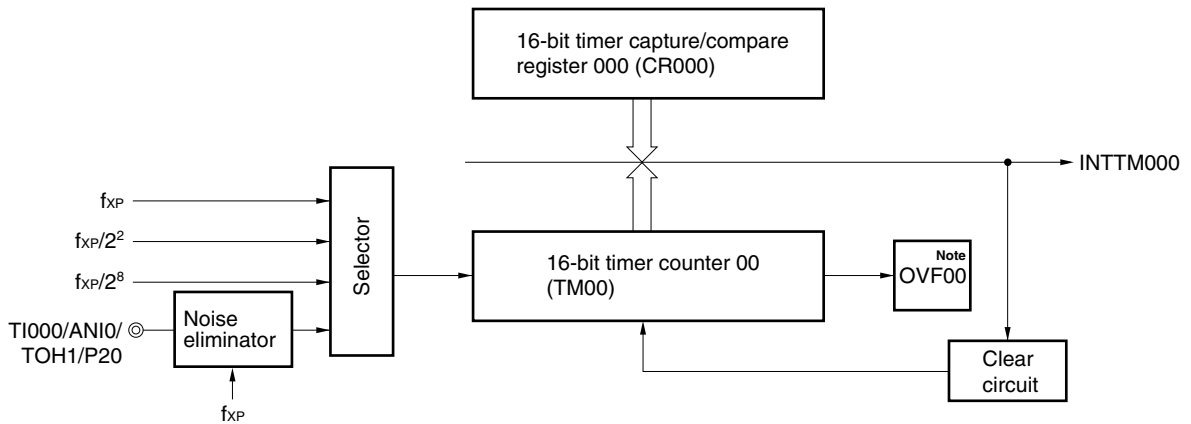 16-bit timer capture/compare
register 000 (CR000)
INTTM000
fXP
fXP/2²
fXP/2⁸
Selector
16-bit timer counter 00
(TM00)
Note
OVF00
TI000/ANI0/
TOH1/P20
Noise
eliminator
fXP
Clear
circuit